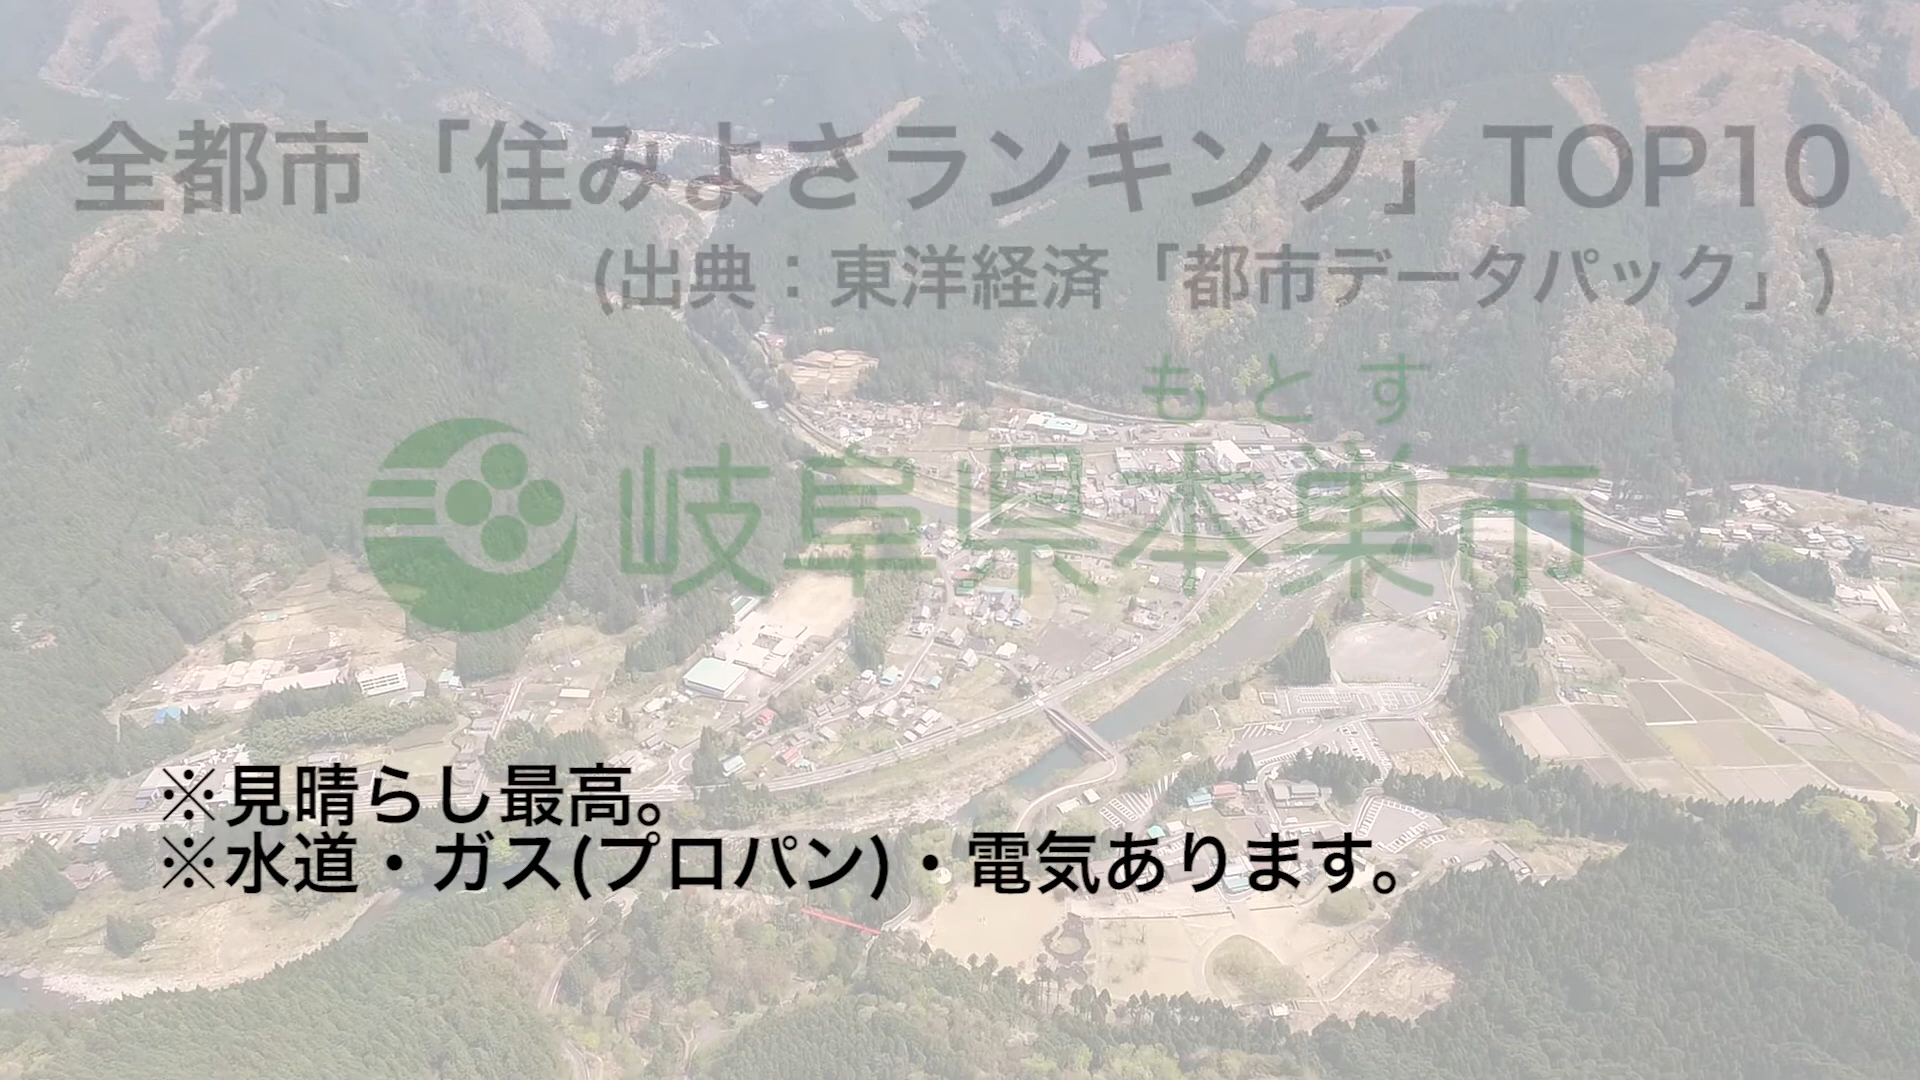 全都市「住みよさランキング」TOP10
(出典：東洋経済「都市データパック」)
もとす
岐阜県本巣市
※見晴らし最高。
※水道・ガス(プロパン)・電気あります。